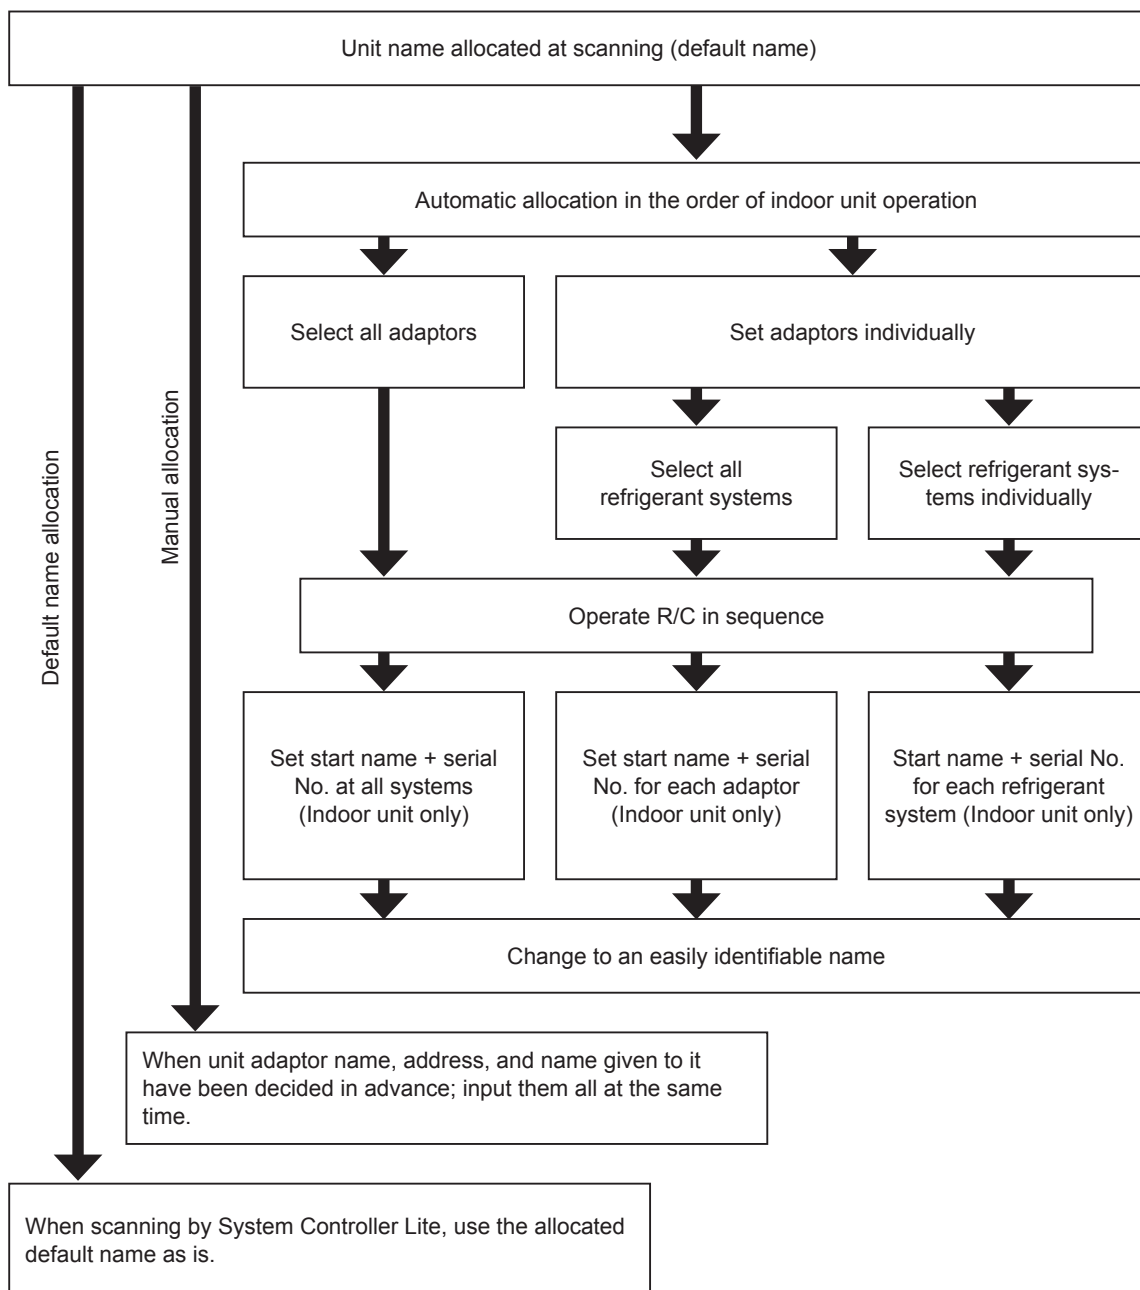 Unit name allocated at scanning (default name)
Automatic allocation in the order of indoor unit operation
Select all adaptors
Set adaptors individually
Default name allocation
Manual allocation
Select all
refrigerant systems
Select refrigerant sys-
tems individually
Operate R/C in sequence
Set start name + serial
No. at all systems
(Indoor unit only)
Set start name + serial
No. for each adaptor
(Indoor unit only)
Start name + serial No.
for each refrigerant
system (Indoor unit only)
Change to an easily identifiable name
When unit adaptor name, address, and name given to it
have been decided in advance; input them all at the same
time.
When scanning by System Controller Lite, use the allocated
default name as is.